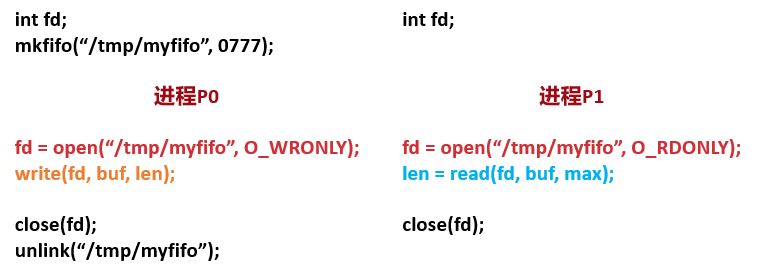 int fd;
mkfifo(“/tmp/myfifo”, 0777);
进程P0
fd = open(“/tmp/myfifo”, O_WRONLY);
write(fd, buf, len);
close(fd);
unlink(“/tmp/myfifo”);
int fd;
进程P1
fd = open(“/tmp/myfifo”, O_RDONLY);
len = read(fd, buf, max);
close(fd);